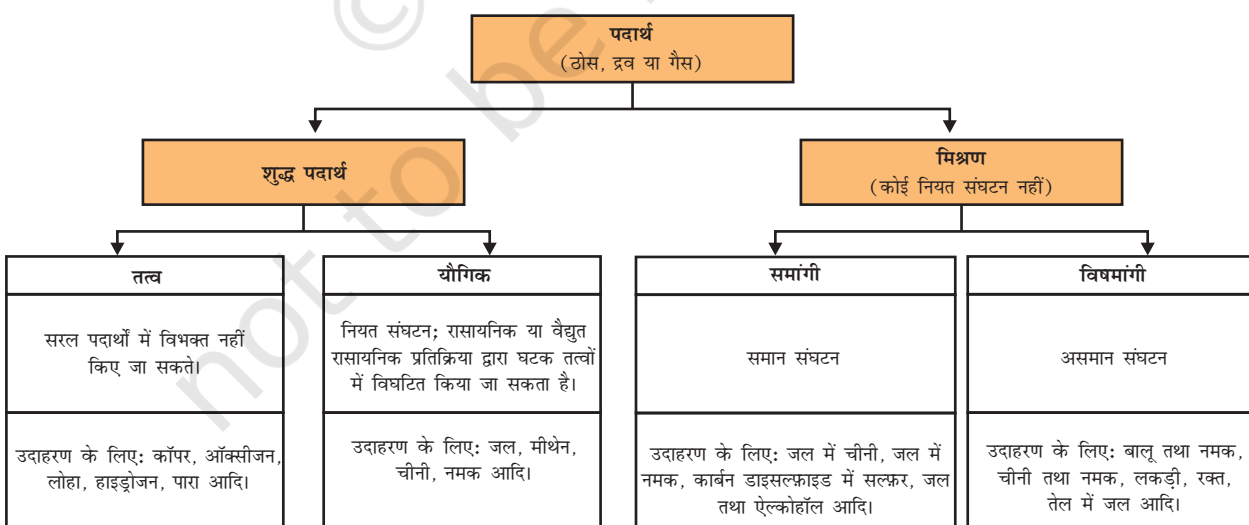 पदार्थ
(ठोस, द्रव या गैस)
शुद्ध पदार्थ
मिश्रण
(कोई नियत संघटन नहीं)
तत्व
सरल पदार्थों में विभक्त नहीं
किए जा सकते।
उदाहरण के लिए: कॉपर, ऑक्सीजन,
लोहा, हाइड्रोजन, पारा आदि।
यौगिक
नियत संघटन; रासायनिक या वैद्युत
रासायनिक प्रतिक्रिया द्वारा घटक तत्वों
में विघटित किया जा सकता है।
उदाहरण के लिए: जल, मीथेन,
चीनी, नमक आदि।
समांगी
समान संघटन
उदाहरण के लिए: जल में चीनी, जल में
नमक, कार्बन डाइसल्फ़ाइड में सल्फ़र, जल
तथा ऐल्कोहॉल आदि।
विषमांगी
असमान संघटन
उदाहरण के लिए: बालू तथा नमक,
चीनी तथा नमक, लकड़ी, रक्त,
तेल में जल आदि।
©
not to be